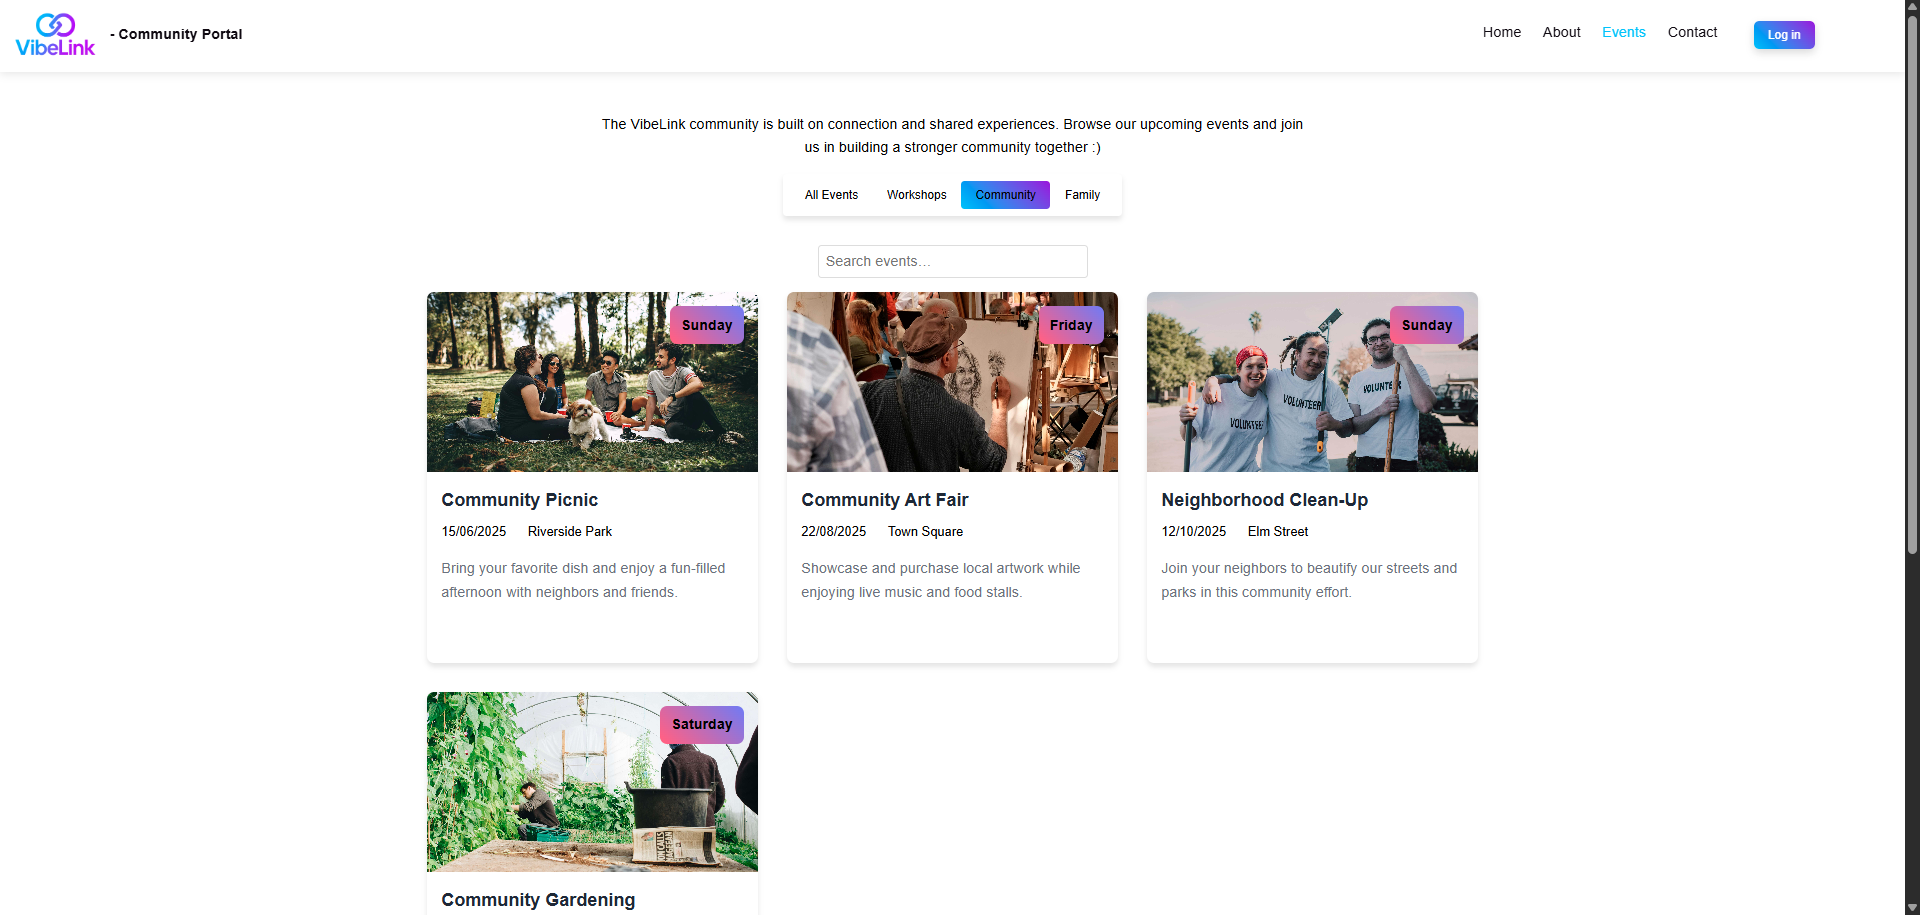 VibeLink
- Community Portal
Home
About
Events
Contact
Log in
The VibeLink community is built on connection and shared experiences. Browse our upcoming events and join
us in building a stronger community together :)
All Events
Workshops
Community
Family
Search events...
Sunday
Friday
Sunday
VOLUNTEER
VOLUNTEER
VOLUNTEER
Community Picnic
15/06/2025 Riverside Park
Bring your favorite dish and enjoy a fun-filled
afternoon with neighbors and friends.
Community Art Fair
22/08/2025 Town Square
Showcase and purchase local artwork while
enjoying live music and food stalls.
Neighborhood Clean-Up
12/10/2025 Elm Street
Join your neighbors to beautify our streets and
parks in this community effort.
Saturday
Community Gardening